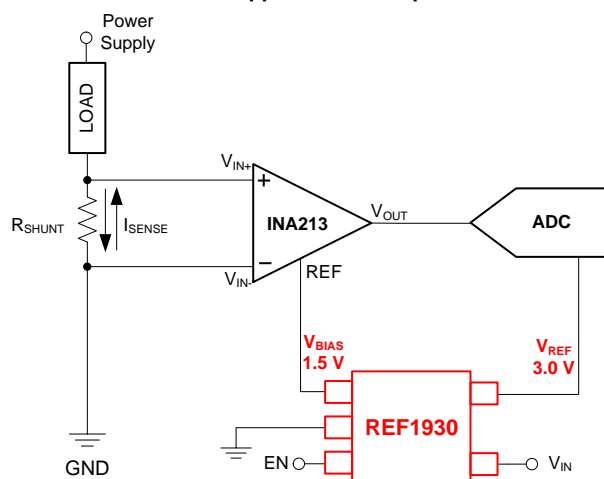 Power
Supply
LOAD
VIN+
RSHUNT
ISENSE
+
INA213
−
VIN-
REF
VOUT
ADC
VBIAS
1.5 V
VREF
3.0 V
REF1930
EN
VIN
GND